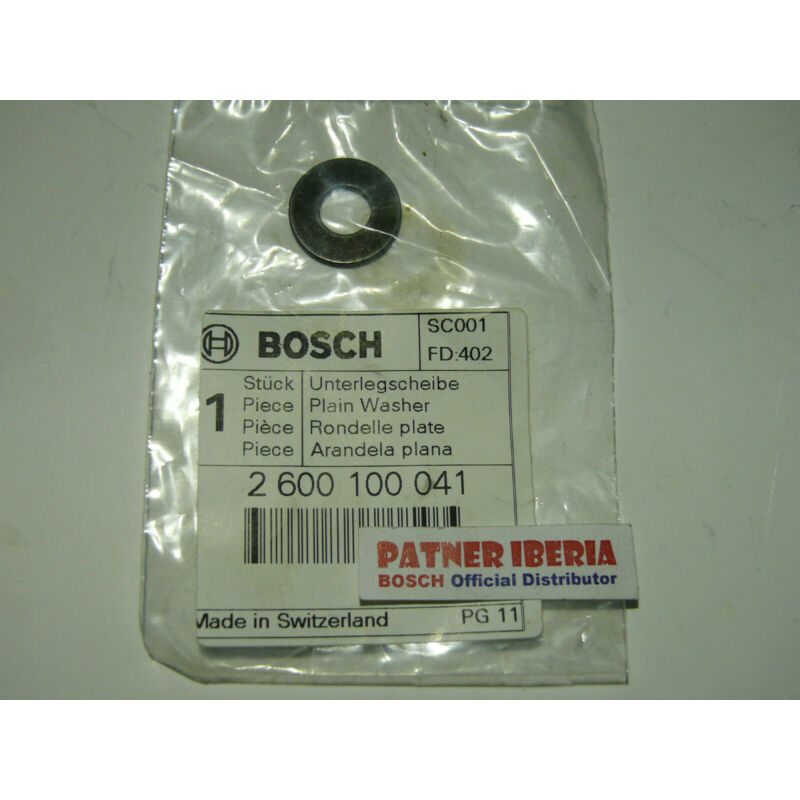 BOSCH
SC001
FD:402
1
Stück Unterlegscheibe
Piece Plain Washer
Pièce Rondelle plate
Piece Arandela plana
2 600 100 041
PATNER IBERIA
BOSCH Official Distributor
Made in Switzerland PG 11